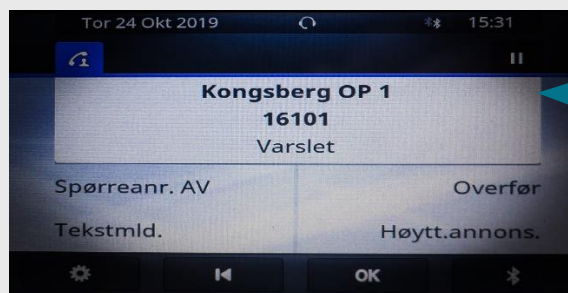 Tor 24 Okt 2019 15:31
Kongsberg OP 1
16101
Varslet
Spørreanr. AV Overfør
Tekstmld. Høytt.annons.
OK